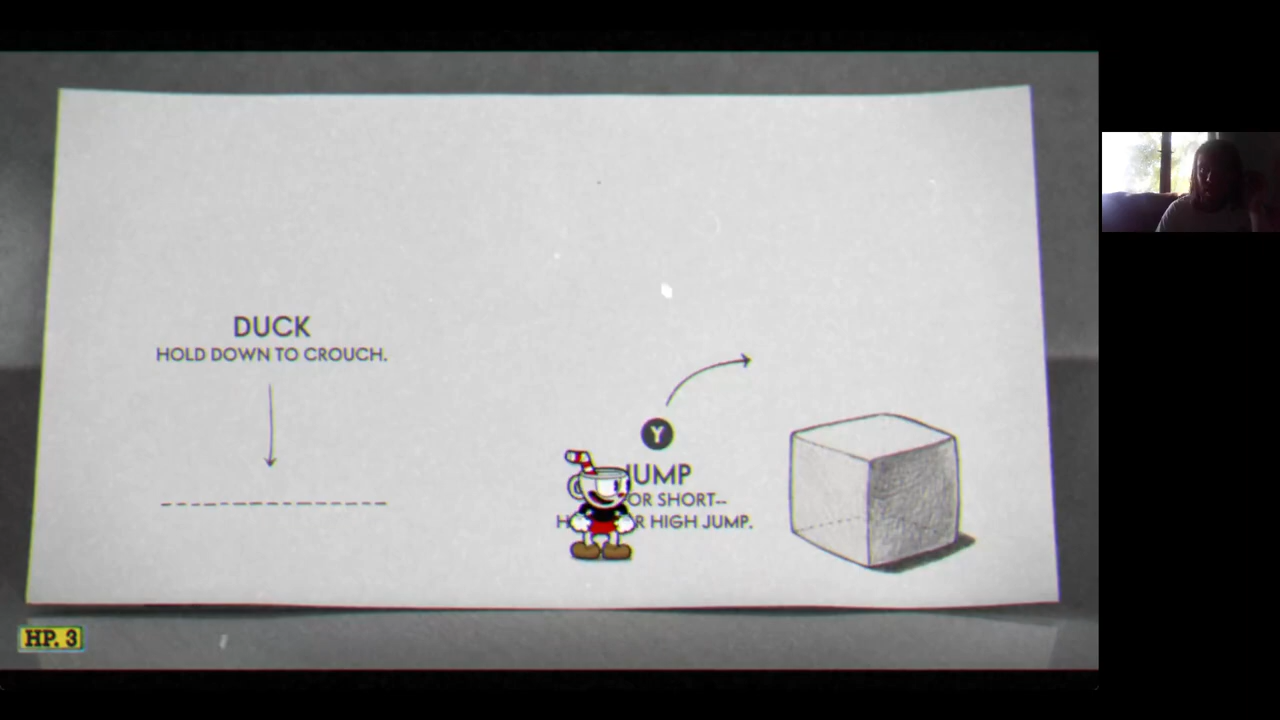 DUCK
HOLD DOWN TO CROUCH.
Y
JUMP
OR SHORT--
HIGH JUMP.
HP. 3